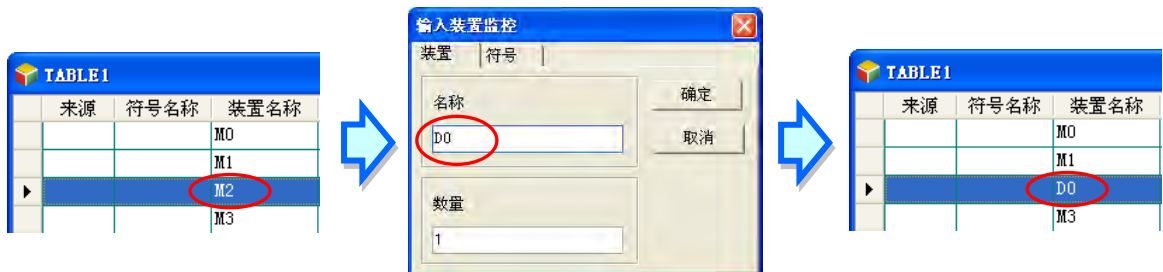 TABLE1
来源 符号名称 装置名称
M0
M1
M2
M3
输入装置监控
装置 符号
名称
D0
数量
1
确定
取消
TABLE1
来源 符号名称 装置名称
M0
M1
D0
M3